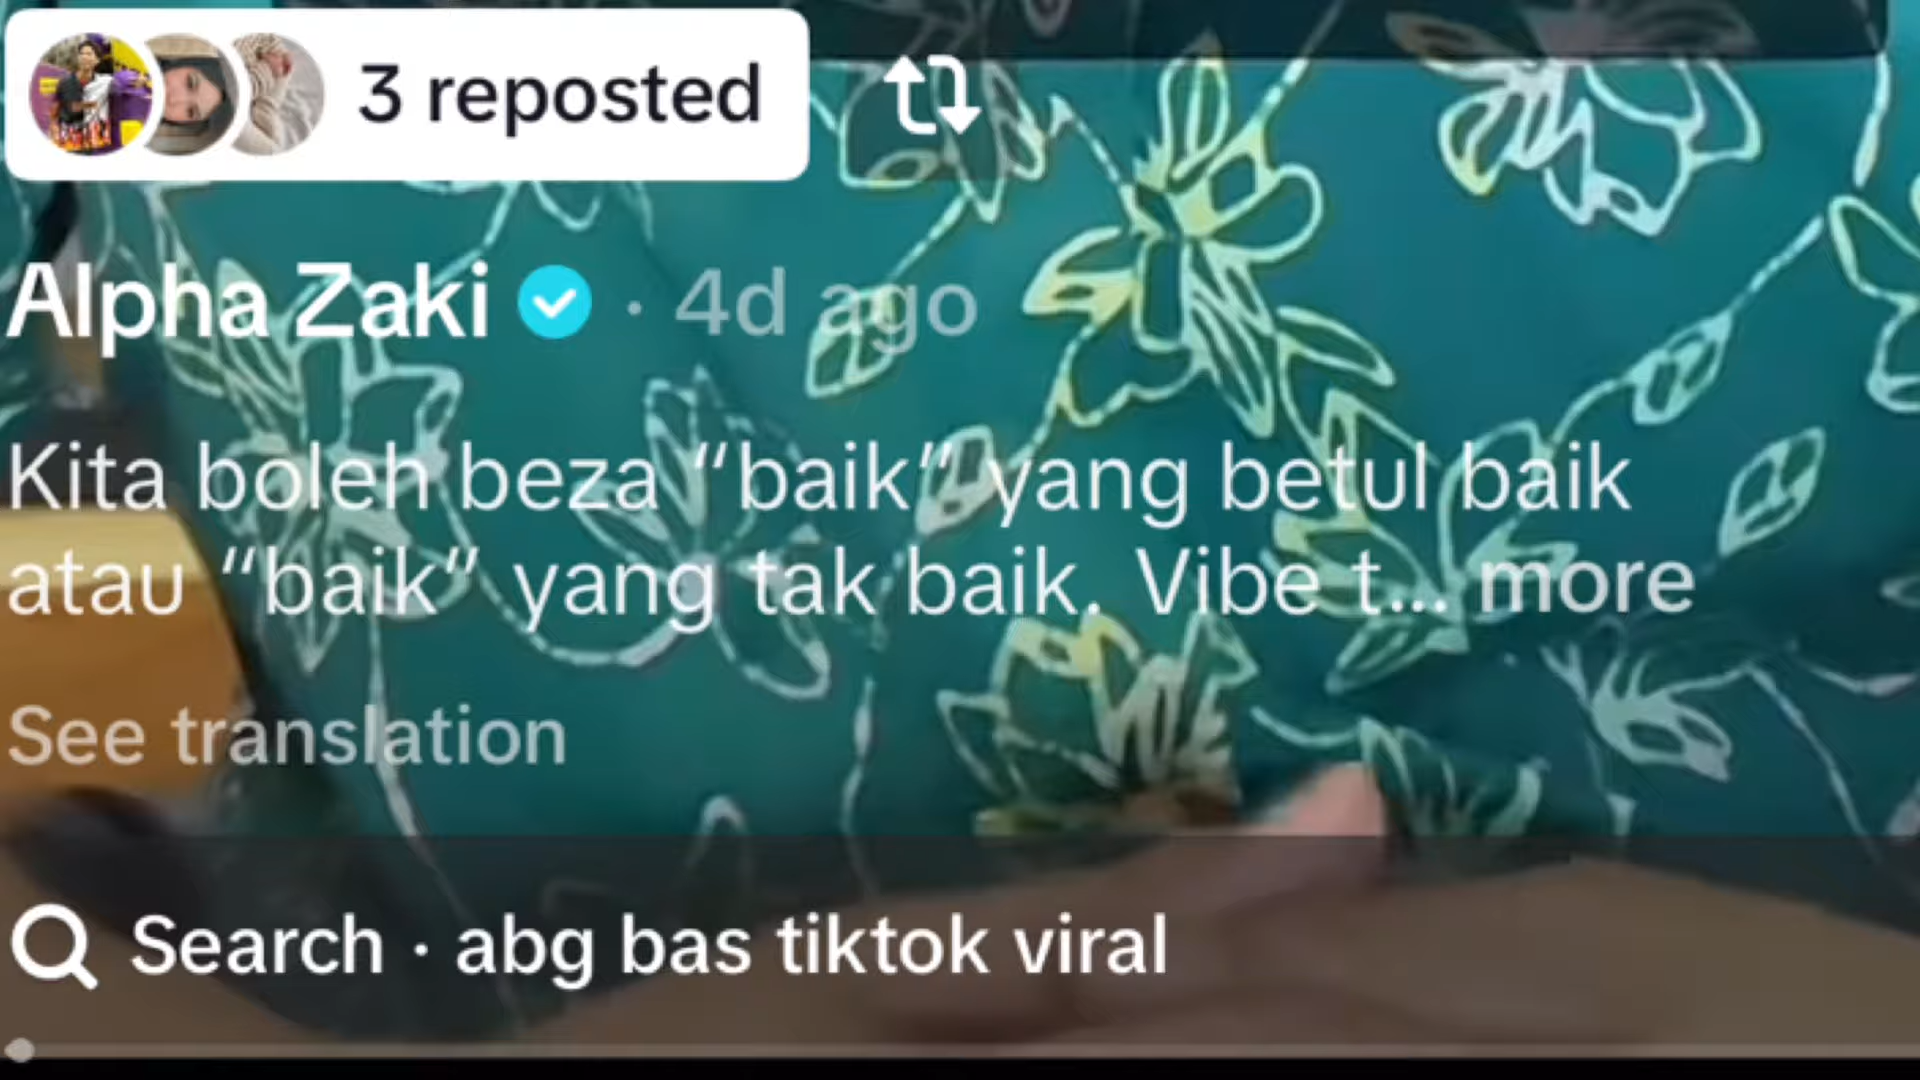 3 reposted
Alpha Zaki · 4d ago
Kita boleh beza “baik” yang betul baik
atau “baik” yang tak baik. Vibe t... more
See translation
Search · abg bas tiktok viral